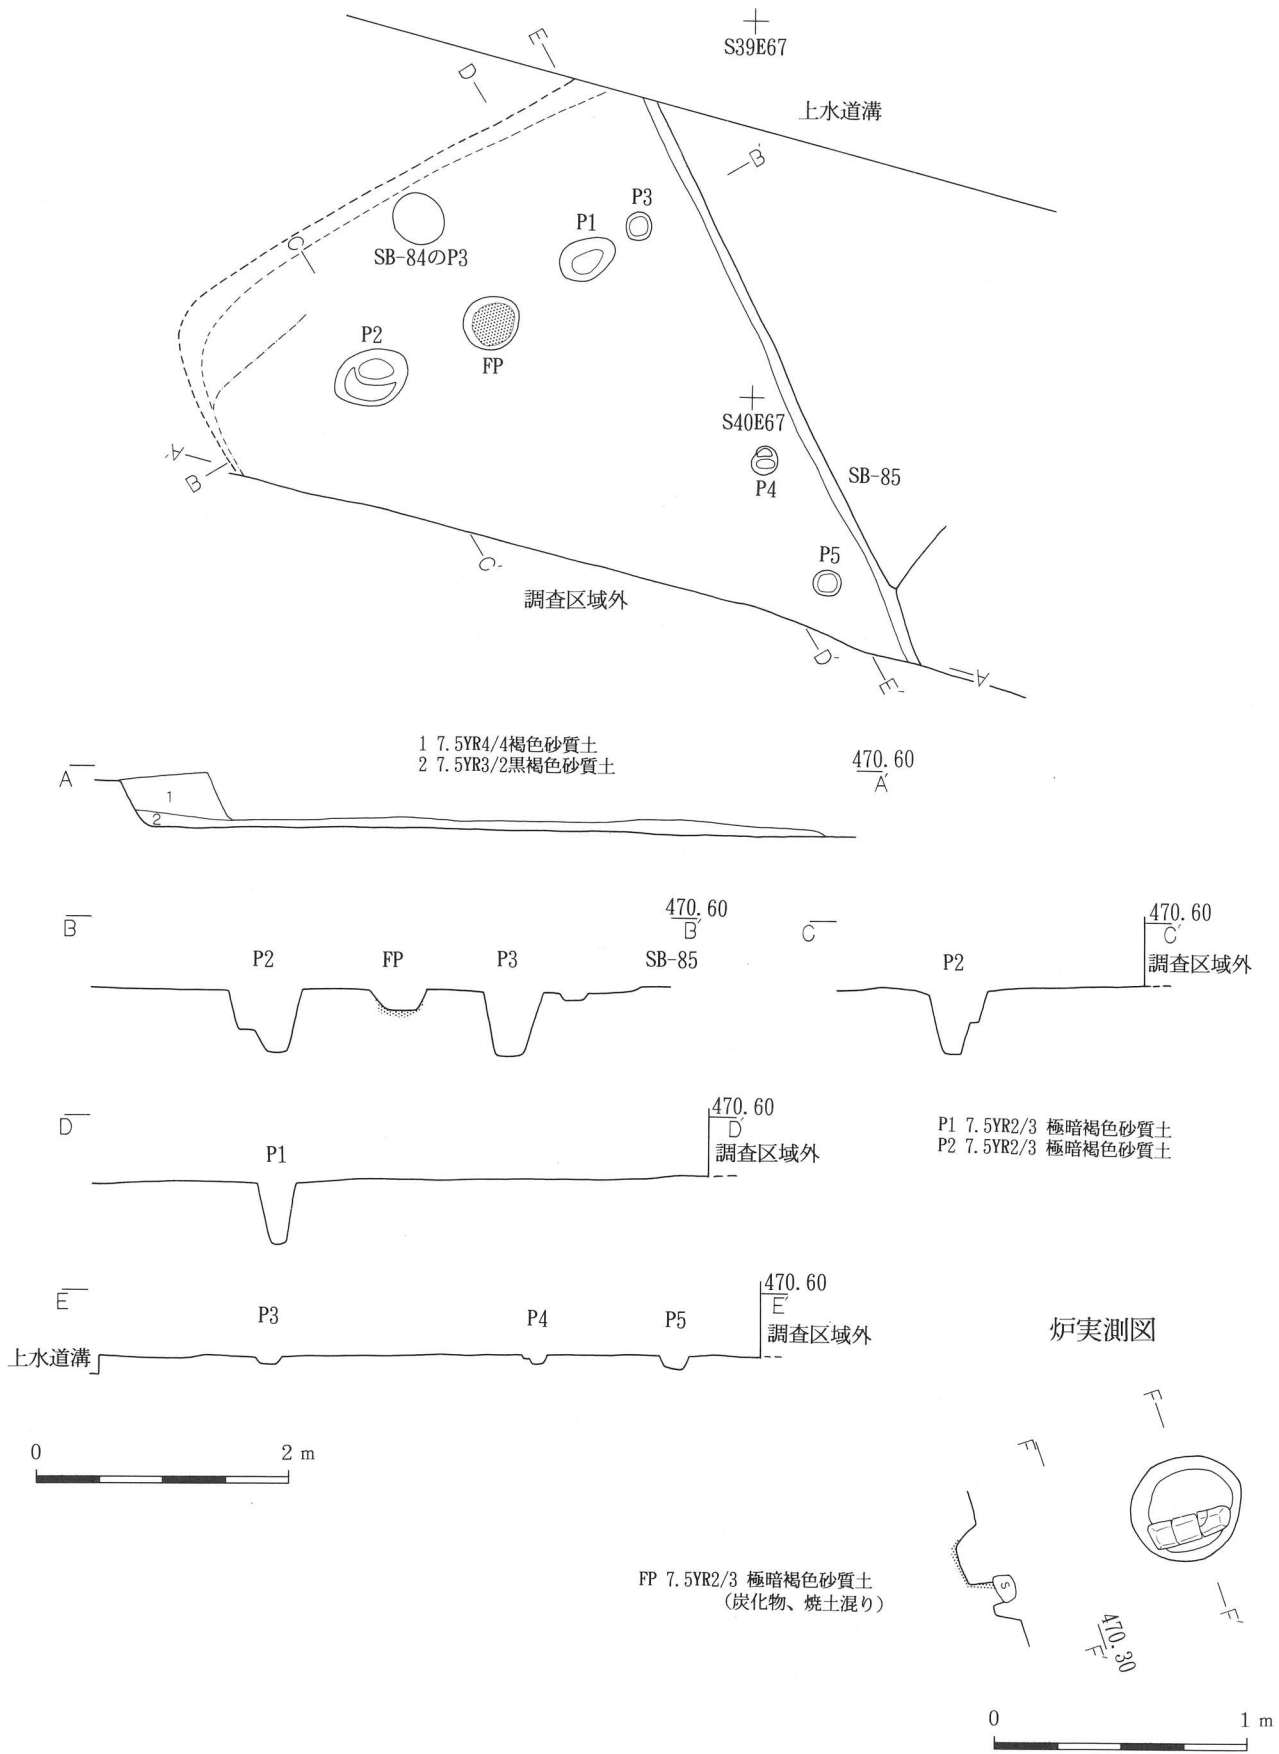 S39E67
E
D
上水道溝
B′
P3
P1
C
SB-84のP3
P2
FP
S40E67
A′
B
SB-85
P4
P5
C′
調査区域外
D′
E′
A
1 7.5YR4/4褐色砂質土
2 7.5YR3/2黒褐色砂質土
470.60
A
A′
1
2
470.60
B
B′
P2
FP
P3
SB-85
470.60
C
C′
P2
調査区域外
470.60
D
D′
P1
調査区域外
P1 7.5YR2/3 極暗褐色砂質土
P2 7.5YR2/3 極暗褐色砂質土
470.60
E
E′
P3
P4
P5
調査区域外
上水道溝
炉実測図
0
2 m
F
F
S
FP 7.5YR2/3 極暗褐色砂質土
(炭化物、焼土混り)
F′
470.30
F′
0
1 m